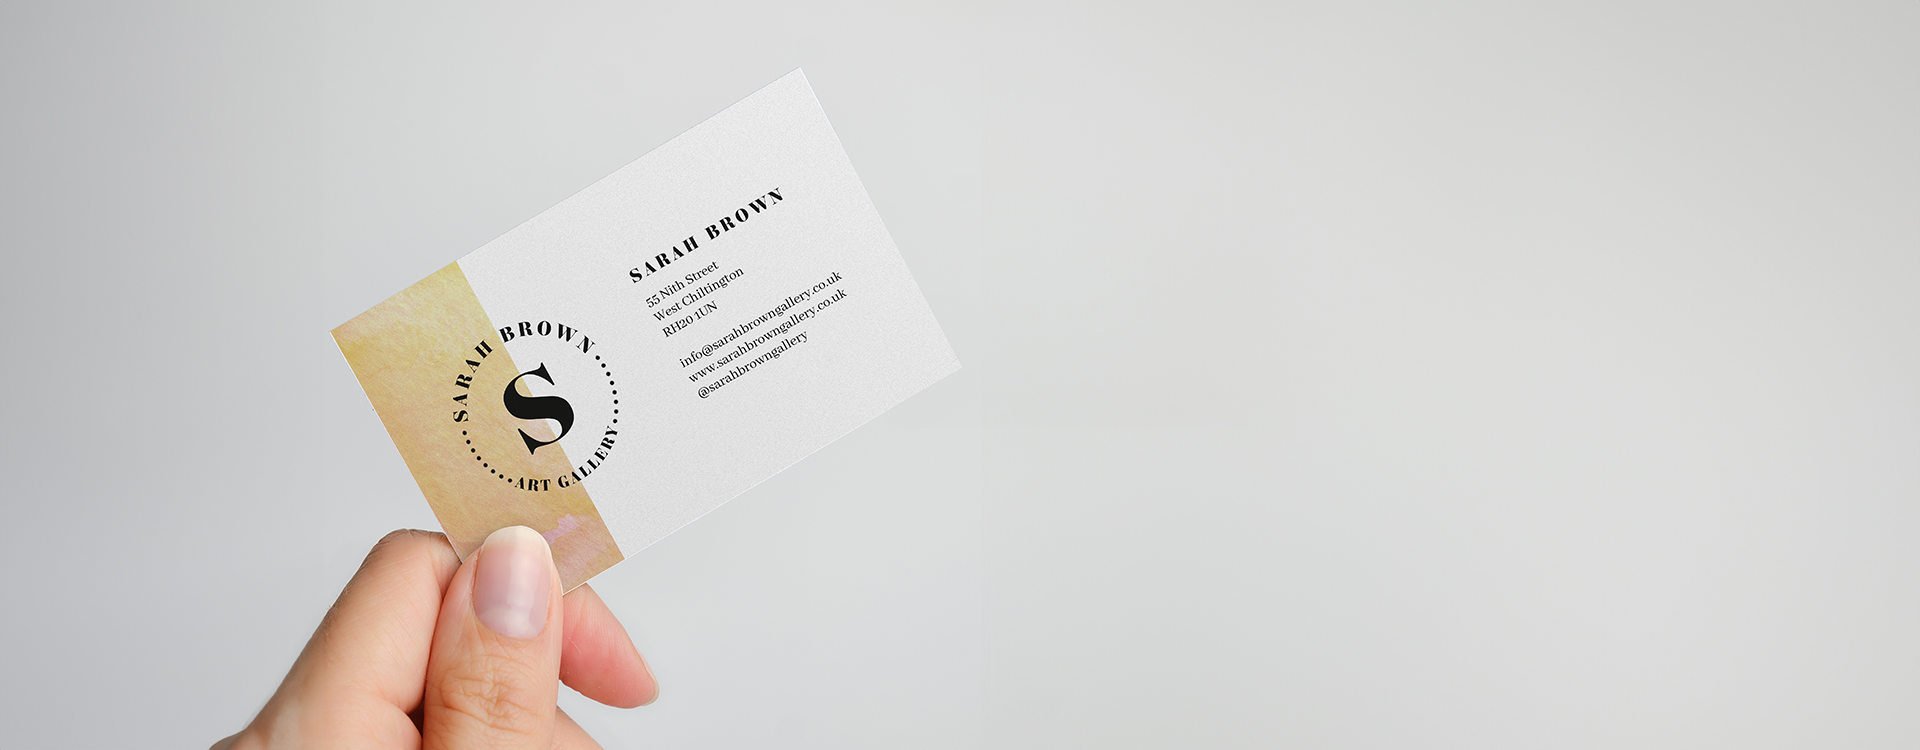 SARAH BROWN
S
ART GALLERY
SARAH BROWN
55 Nith Street
West Chiltington
RH20 1UN
info@sarahbrowngallery.co.uk
www.sarahbrowngallery.co.uk
@sarahbrowngallery